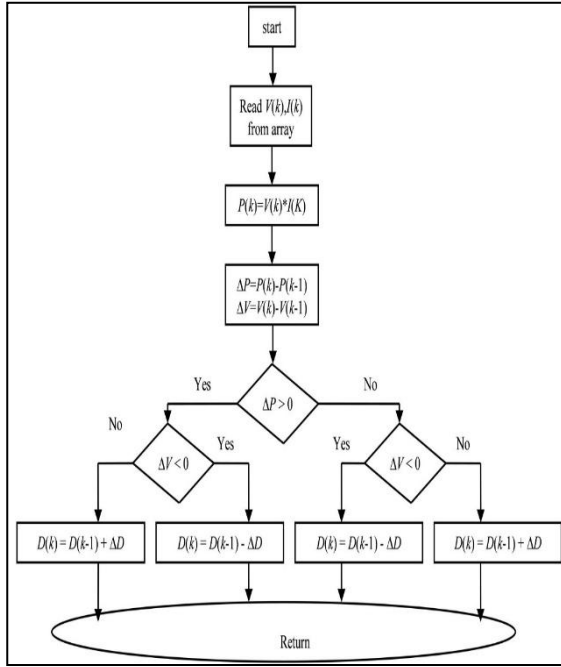 start
Read V(k),I(k)
from array
P(k)=V(k)*I(K)
ΔP=P(k)-P(k-1)
ΔV=V(k)-V(k-1)
Yes
No
ΔP > 0
No
Yes
Yes
No
ΔV < 0
ΔV < 0
D(k) = D(k-1) + ΔD
D(k) = D(k-1) - ΔD
D(k) = D(k-1) - ΔD
D(k) = D(k-1) + ΔD
Return